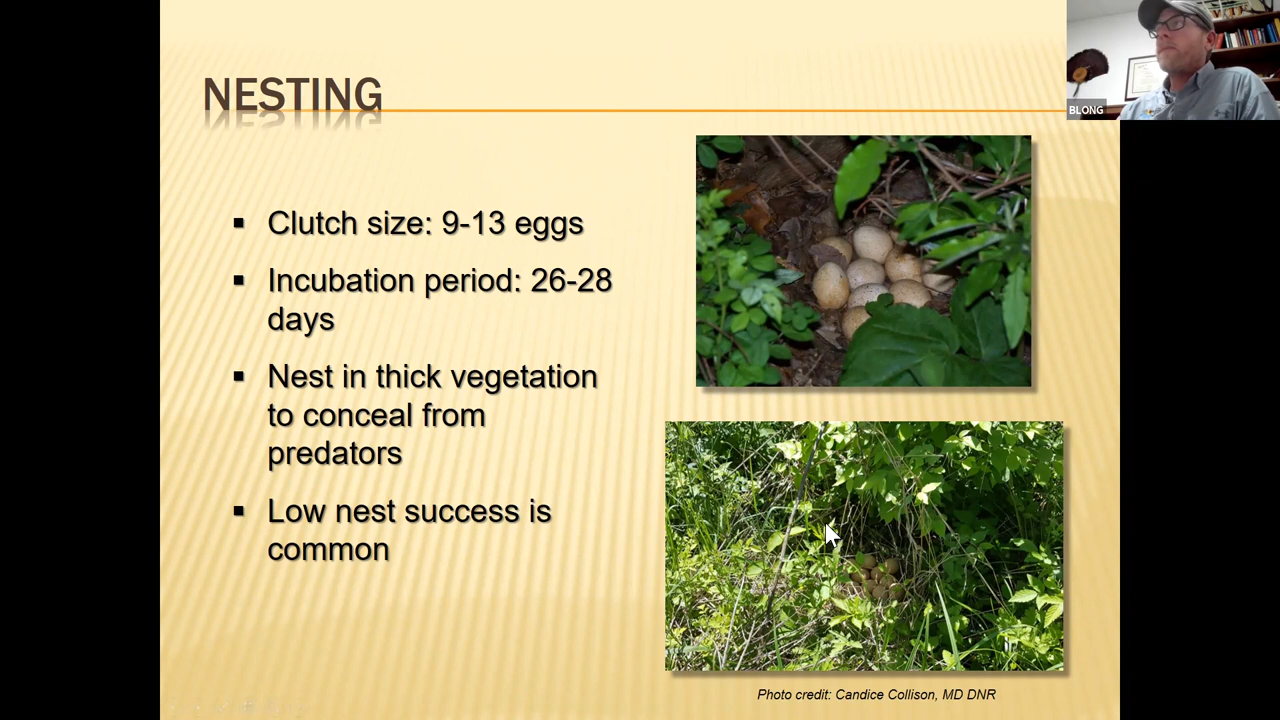 NESTING
BLONG
▪ Clutch size: 9-13 eggs
▪ Incubation period: 26-28
days
▪ Nest in thick vegetation
to conceal from
predators
▪ Low nest success is
common
Photo credit: Candice Collison, MD DNR